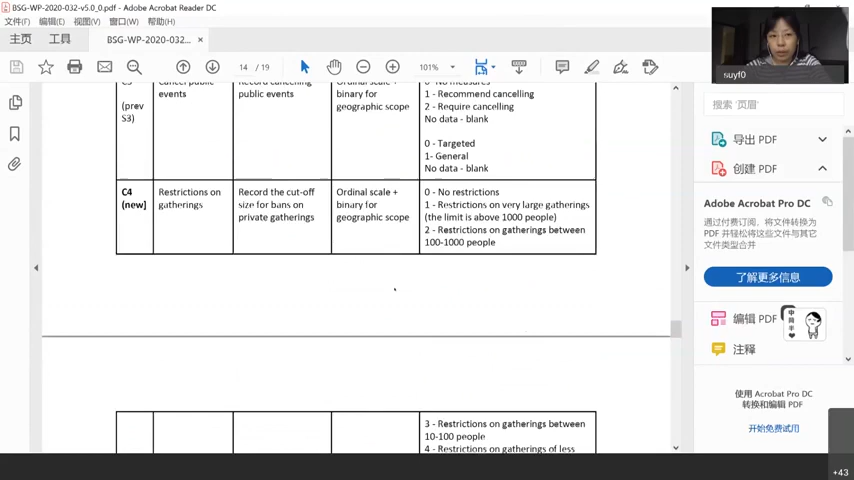 BSG-WP-2020-032-v5.0_0.pdf - Adobe Acrobat Reader DC
文件(F) 编辑(E) 视图(V) 窗口(W) 帮助(H)
主页 工具 BSG-WP-2020-032... ×
14 / 19 101%
suyf0
搜索 '页眉'
导出 PDF
创建 PDF
Adobe Acrobat Pro DC
通过付费订阅，将文件转换为
PDF 并轻松将这些文件与其它
文件类型合并
了解更多信息
编辑 PDF
中
简
半
注释
使用 Acrobat Pro DC
转换和编辑 PDF
开始免费试用
+43
C3 Cancel public Record cancelling Ordinal scale + 0 - No measures
(prev events public events binary for 1 - Recommend cancelling
S3) geographic scope 2 - Require cancelling
No data - blank
0 - Targeted
1- General
No data - blank
C4 Restrictions on Record the cut-off Ordinal scale + 0 - No restrictions
(new] gatherings size for bans on binary for 1 - Restrictions on very large gatherings
private gatherings geographic scope (the limit is above 1000 people)
2 - Restrictions on gatherings between
100-1000 people
3 - Restrictions on gatherings between
10-100 people
4 - Restrictions on gatherings of less